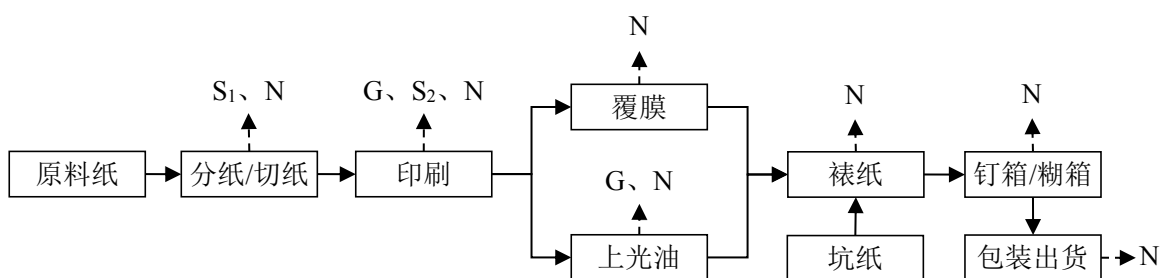 N
S₁、N
G、S₂、N
覆膜
N
N
原料纸
分纸/切纸
印刷
G、N
裱纸
钉箱/糊箱
上光油
坑纸
包装出货
N